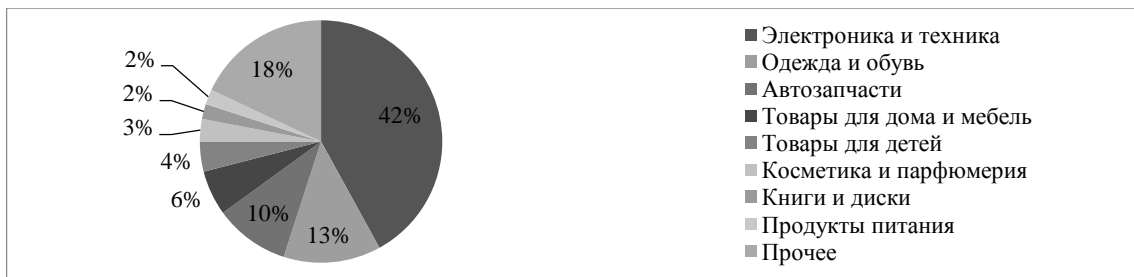 2%
18%
2%
42%
3%
4%
6%
10%
13%
Электроника и техника
Одежда и обувь
Автозапчасти
Товары для дома и мебель
Товары для детей
Косметика и парфюмерия
Книги и диски
Продукты питания
Прочее